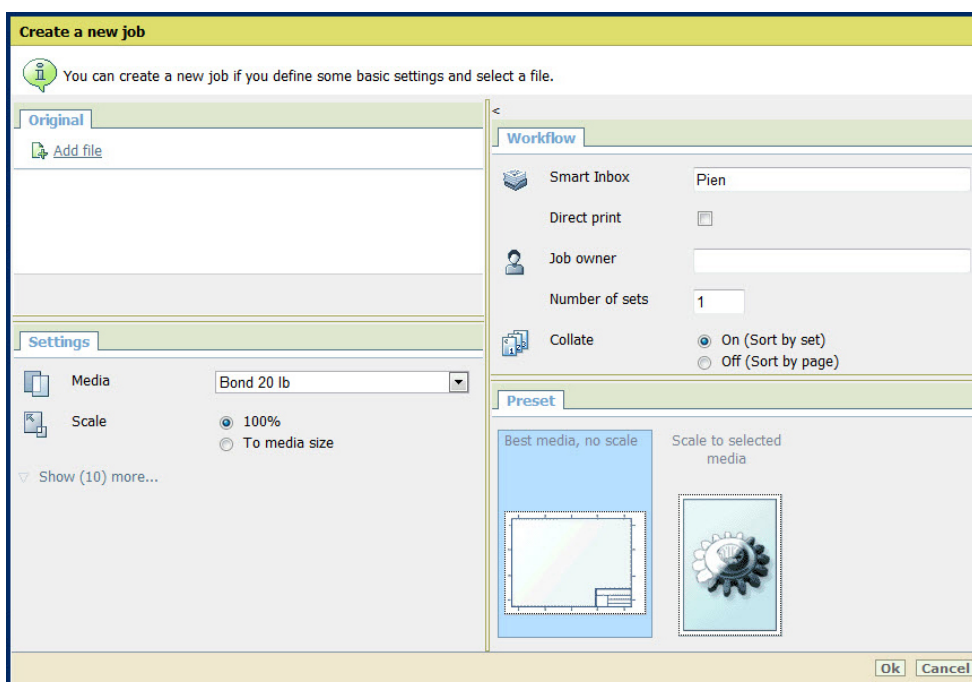 Create a new job
You can create a new job if you define some basic settings and select a file.
Original
Add file
Settings
Media
Bond 20 lb
Scale
100%
To media size
Show (10) more...
<
Workflow
Smart Inbox
Pien
Direct print
Job owner
Number of sets
1
Collate
On (Sort by set)
Off (Sort by page)
Preset
Best media, no scale
Scale to selected
media
Ok
Cancel